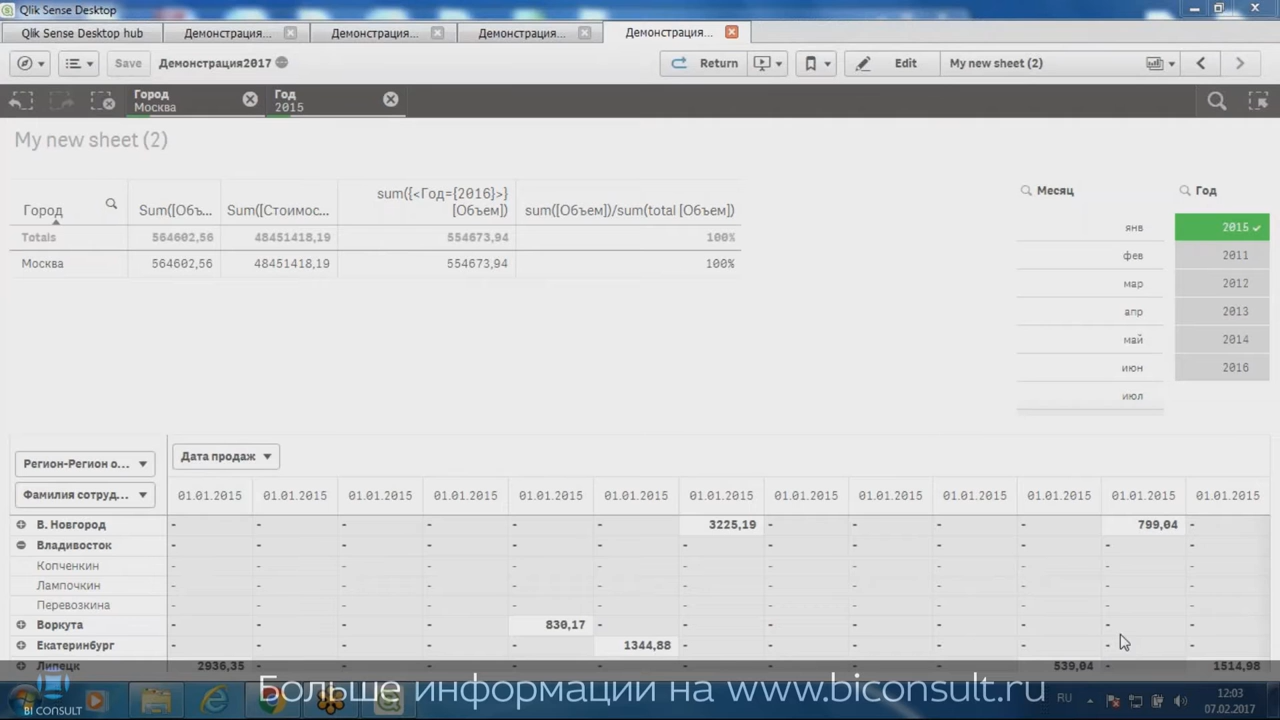 Qlik Sense Desktop
Qlik Sense Desktop hub Демонстрация... Демонстрация... Демонстрация... Демонстрация...
Save Демонстрация2017 Return Edit My new sheet (2)
Город Год
Москва 2015
My new sheet (2)
sum({<Год={2016}>}
Город Sum([Объ... Sum([Стоимос... [Объем]) sum([Объем])/sum(total [Объем])
Totals 564602,56 48451418,19 554673,94 100%
Москва 564602,56 48451418,19 554673,94 100%
Месяц
янв
фев
мар
апр
май
июн
июл
Год
2015
2011
2012
2013
2014
2016
Регион-Регион о... Дата продаж
Фамилия сотруд... 01.01.2015 01.01.2015 01.01.2015 01.01.2015 01.01.2015 01.01.2015 01.01.2015 01.01.2015 01.01.2015 01.01.2015 01.01.2015 01.01.2015 01.01.2015
В. Новгород - - - - - - 3225,19 - - - - 799,04 -
Владивосток - - - - - - - - - - - - -
Копченкин - - - - - - - - - - - - -
Лампочкин - - - - - - - - - - - - -
Перевозкина - - - - - - - - - - - - -
Воркута - - - - 830,17 - - - - - - - -
Екатеринбург - - - - - 1344,88 - - - - - - -
Липецк 2936,35 - - - - - - - - - 539,04 - 1514,98
Больше информации на www.biconsult.ru
BI CONSULT
RU
12:03
07.02.2017